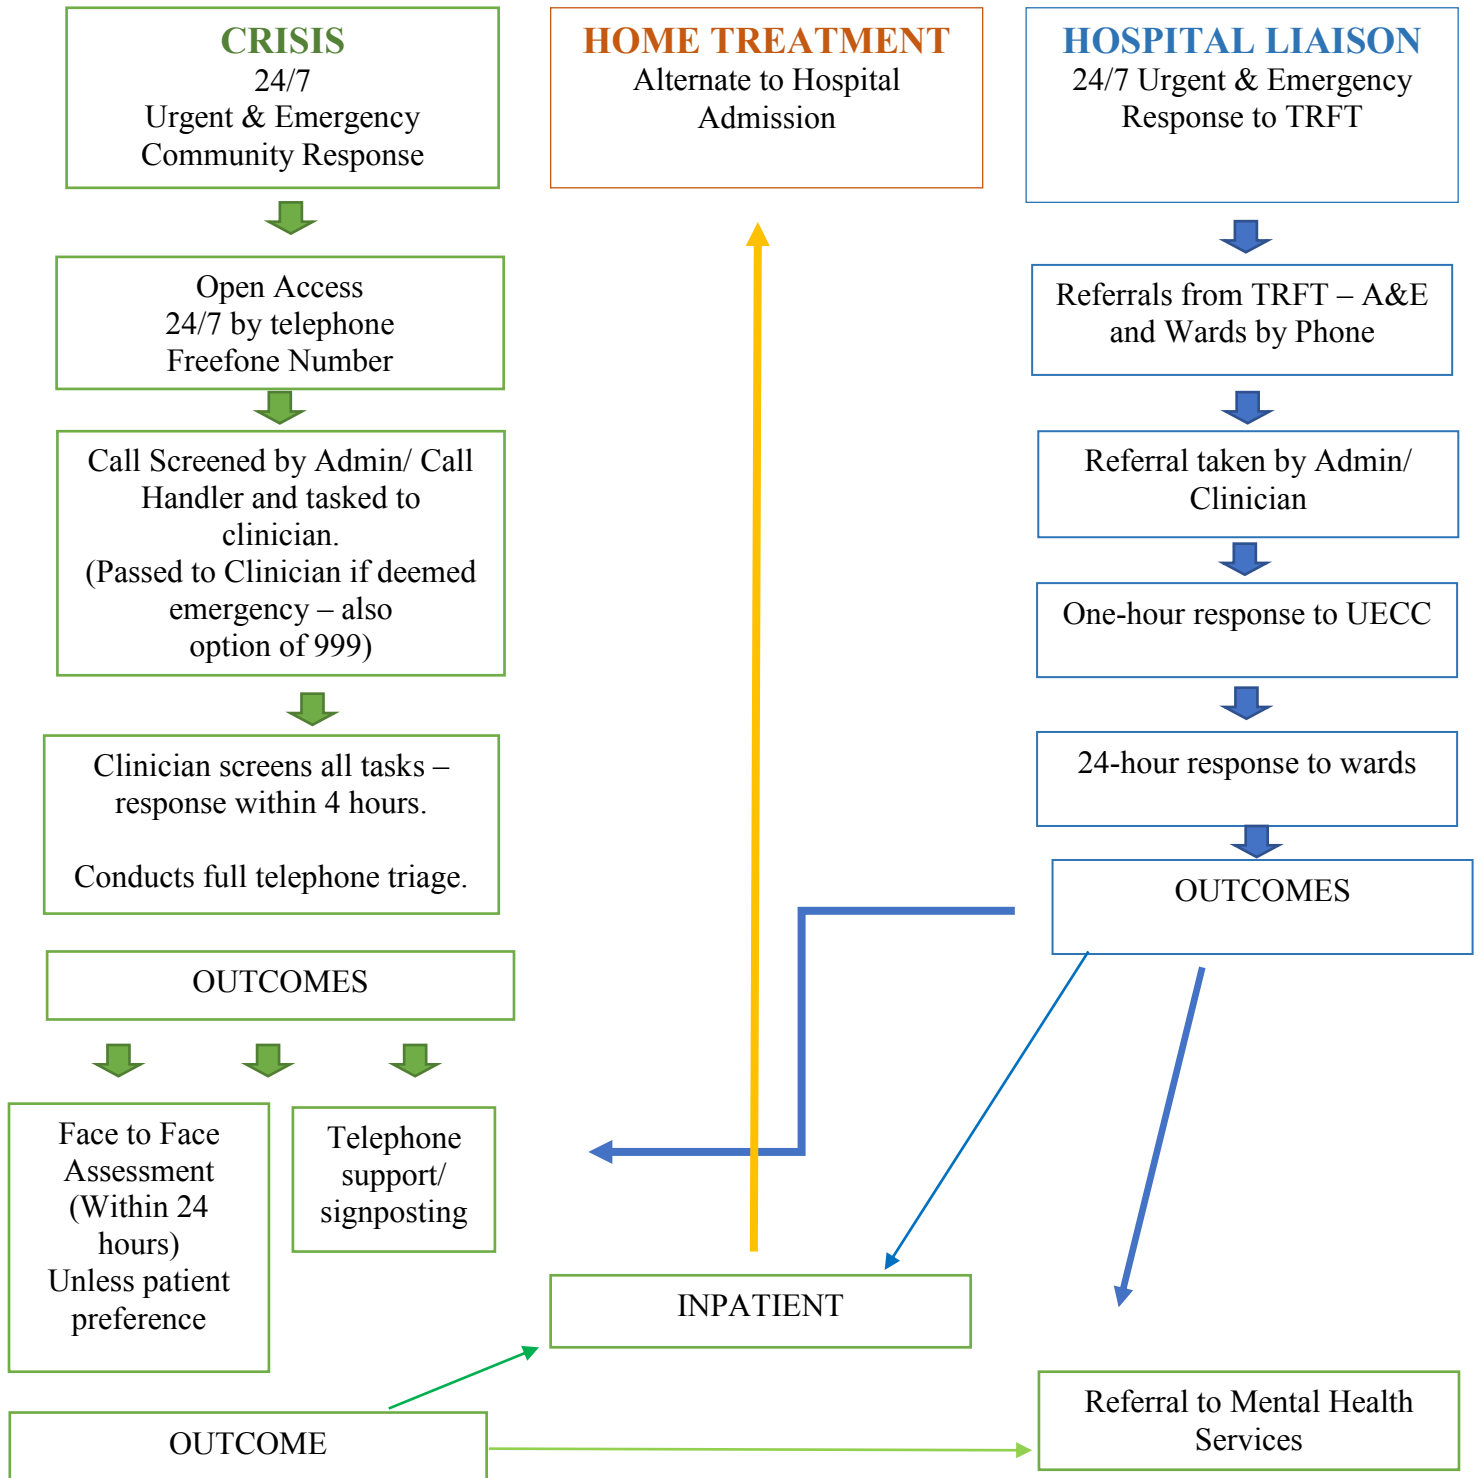 CRISIS
24/7
Urgent & Emergency
Community Response
HOME TREATMENT
Alternate to Hospital
Admission
HOSPITAL LIAISON
24/7 Urgent & Emergency
Response to TRFT
Open Access
24/7 by telephone
Freefone Number
Referrals from TRFT – A&E
and Wards by Phone
Call Screened by Admin/ Call
Handler and tasked to
clinician.
(Passed to Clinician if deemed
emergency – also
option of 999)
Referral taken by Admin/
Clinician
One-hour response to UECC
Clinician screens all tasks –
response within 4 hours.
Conducts full telephone triage.
24-hour response to wards
OUTCOMES
OUTCOMES
Face to Face
Assessment
(Within 24
hours)
Unless patient
preference
Telephone
support/
signposting
INPATIENT
OUTCOME
Referral to Mental Health
Services